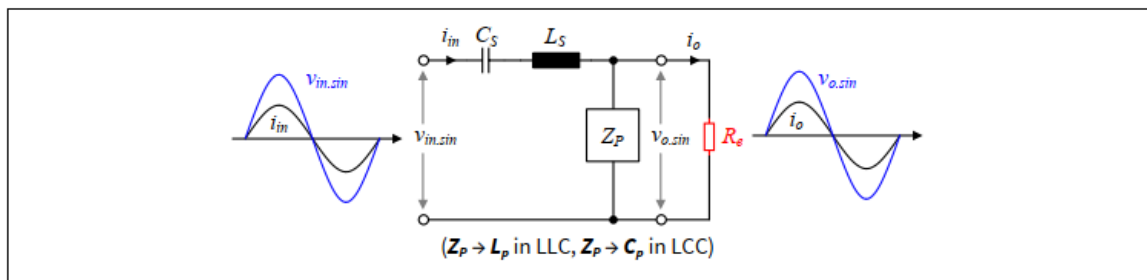 i_in C_S L_S i_o
v_in.sin v_o.sin
i_in v_in.sin Z_P v_o.sin R_e i_o
(Z_P → L_p in LLC, Z_P → C_p in LCC)